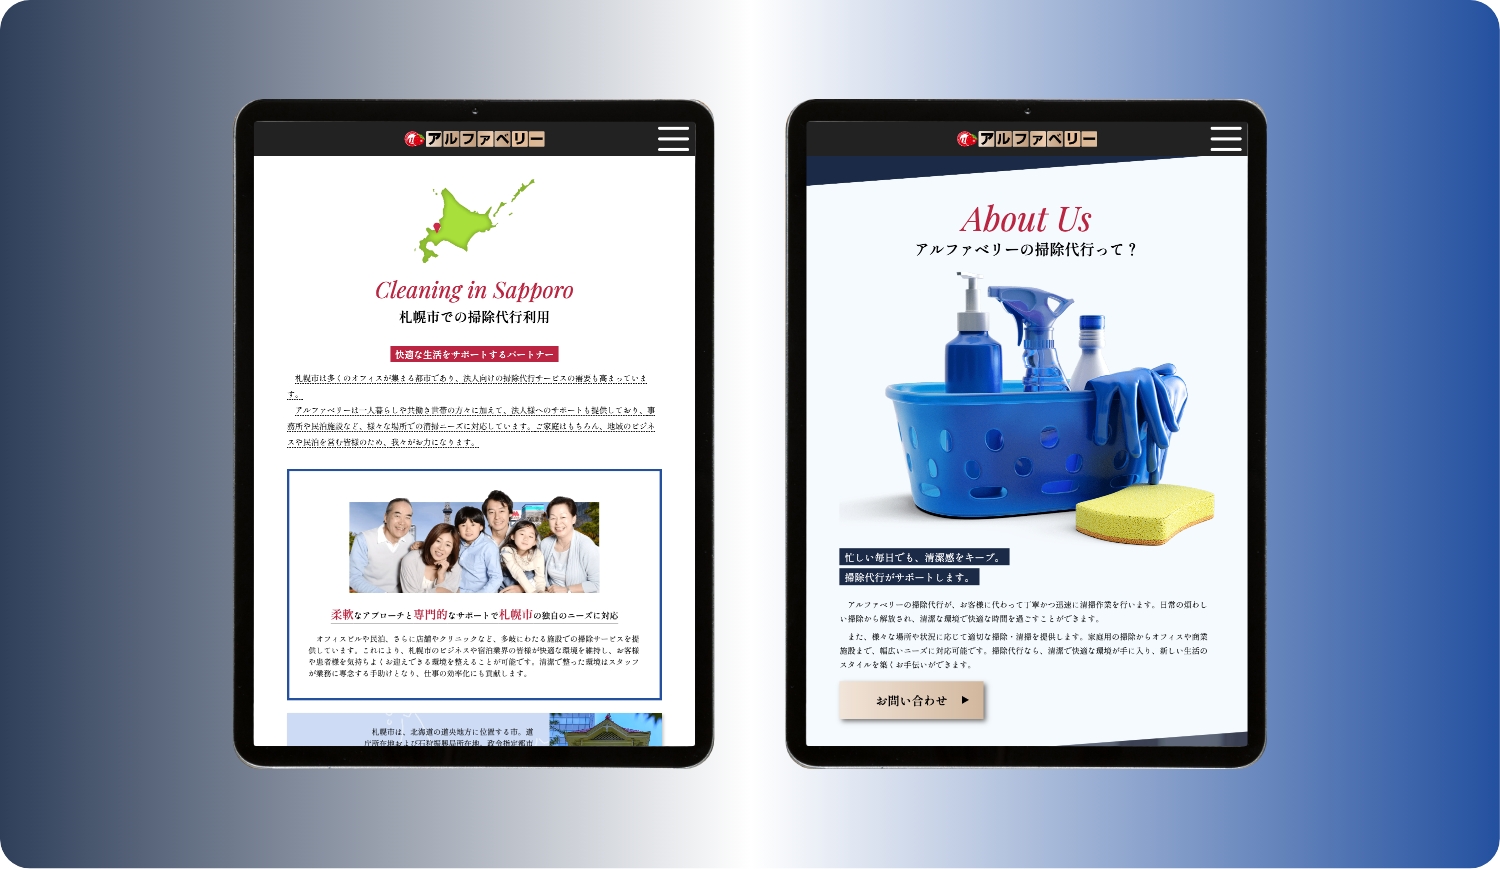 アルファベリー
Cleaning in Sapporo
札幌市での掃除代行利用
快適な生活をサポートするパートナー
札幌市は多くのオフィスが集まる都市であり、法人向けの掃除代行サービスの需要も高まっていま
す。
アルファベリーは一人暮らしや共働き世帯の方々に加えて、法人様へのサポートも提供しており、事
務所や民泊施設など、様々な場所での清掃ニーズに対応しています。ご家庭はもちろん、地域のビジネ
スや民泊を営む皆様のため、我々がお力になります。
柔軟なアプローチと専門的なサポートで札幌市の独自のニーズに対応
オフィスビルや民泊、さらに店舗やクリニックなど、多岐にわたる施設での掃除サービスを提
供しています。これにより、札幌市のビジネスや宿泊業界の皆様が快適な環境を維持し、お客様
や患者様を気持ちよくお迎えできる環境を整えることが可能です。清潔で整った環境はスタッフ
が業務に専念する手助けとなり、仕事の効率化にも貢献します。
札幌市は、北海道の道央地方に位置する市。道
庁所在地および石狩振興局所在地、政令指定都市
アルファベリー
About Us
アルファベリーの掃除代行って？
忙しい毎日でも、清潔感をキープ。
掃除代行がサポートします。
アルファベリーの掃除代行が、お客様に代わって丁寧かつ迅速に清掃作業を行います。日常の煩わし
い掃除から解放され、清潔な環境で快適な時間を過ごすことができます。
また、様々な場所や状況に応じて適切な掃除・清掃を提供します。家庭用の掃除からオフィスや商業
施設まで、幅広いニーズに対応可能です。掃除代行なら、清潔で快適な環境が手に入り、新しい生活の
スタイルを築くお手伝いができます。
お問い合わせ